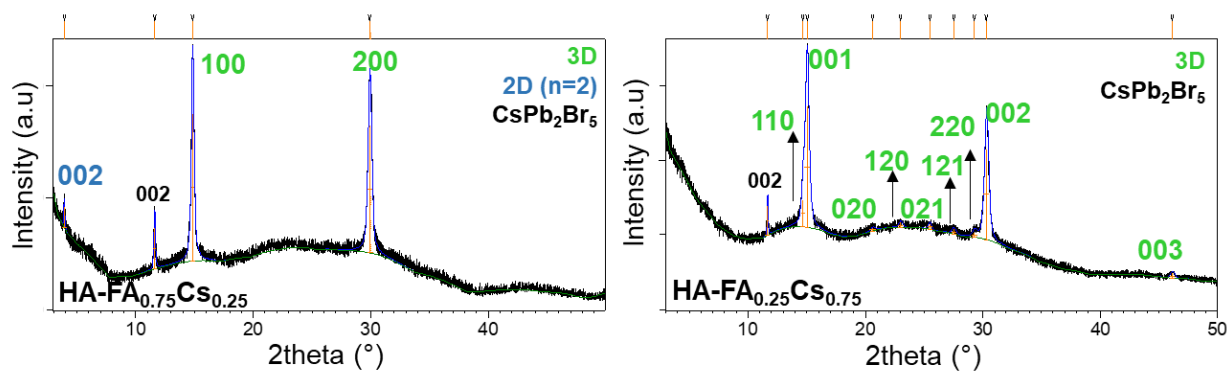 Intensity (a.u)
002
002
100
200
3D
2D (n=2)
CsPb₂Br₅
HA-FA₀.₇₅Cs₀.₂₅
10
20
30
40
2theta (°)
Intensity (a.u)
002
110
001
020
120
021
121
220
002
003
3D
CsPb₂Br₅
HA-FA₀.₂₅Cs₀.₇₅
10
20
30
40
50
2theta (°)